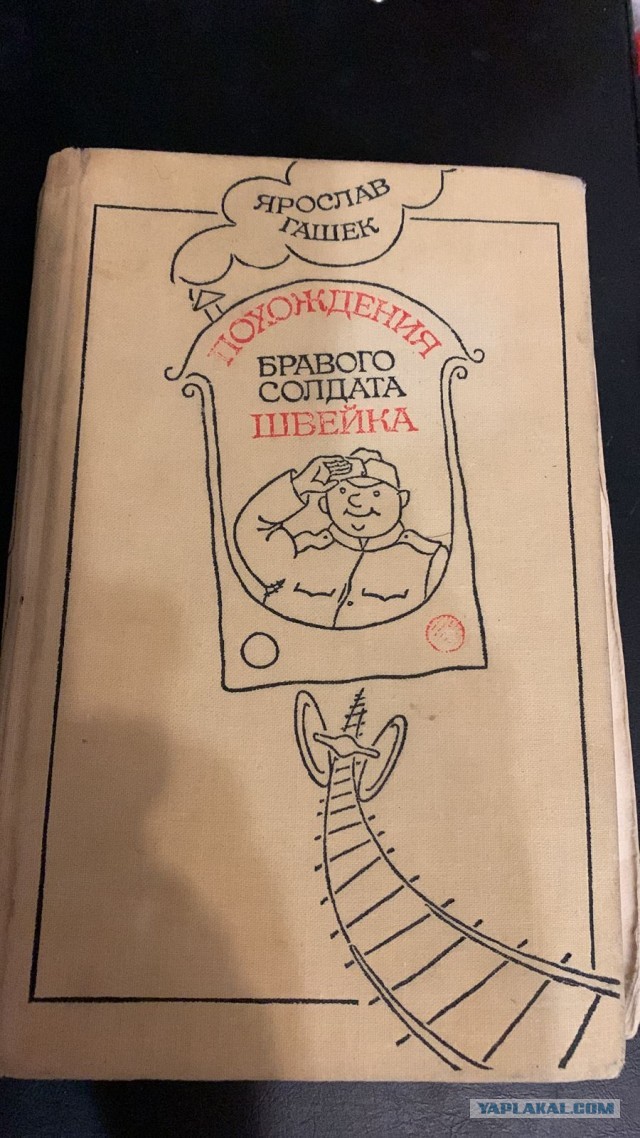 ЯРОСЛАВ
ГАШЕК
ПОХОЖДЕНИЯ
БРАВОГО
СОЛДАТА
ШВЕЙКА
YAPLAKAL.COM